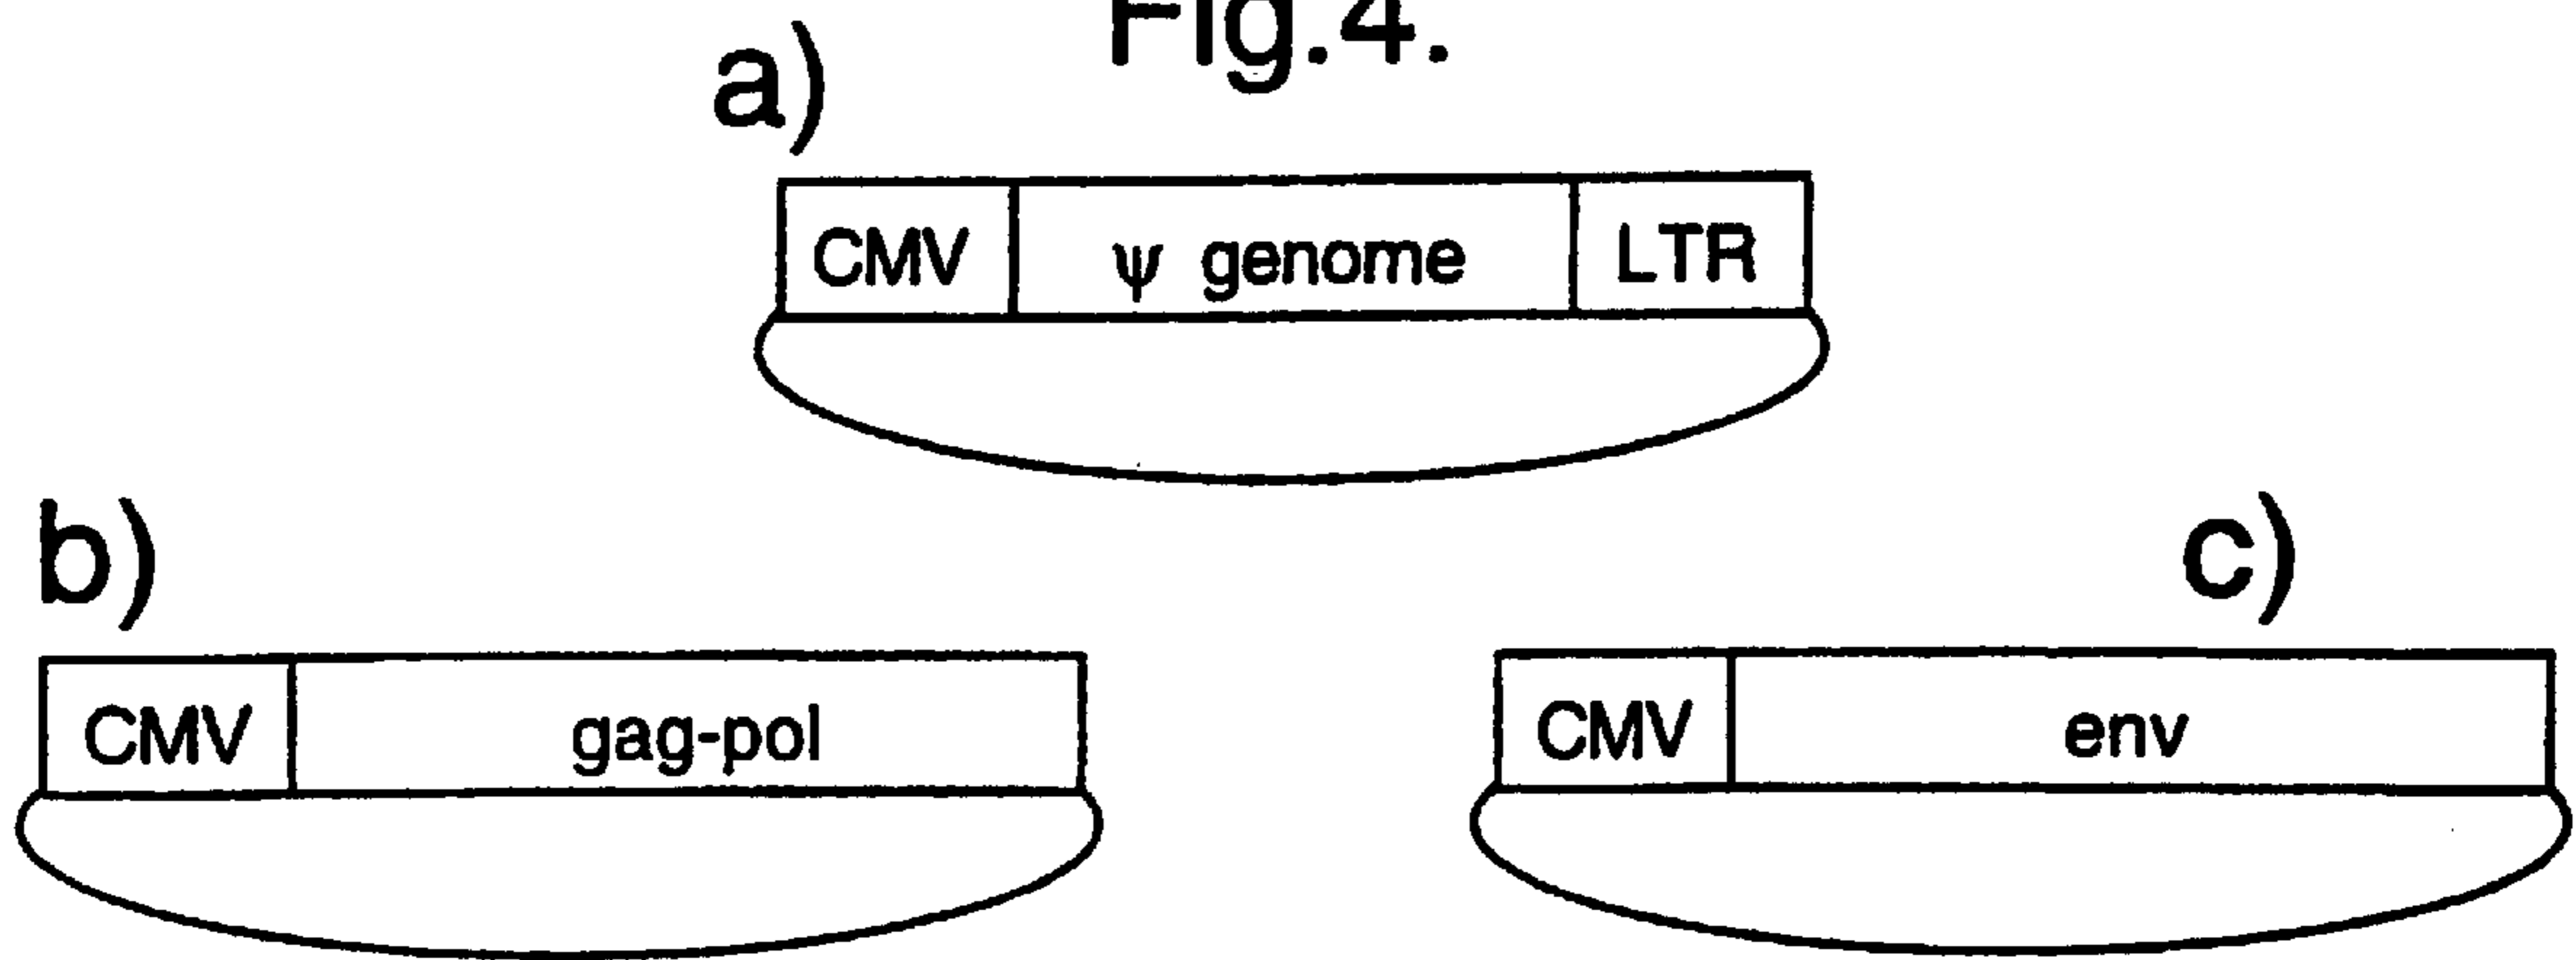 Fig.4.
a)
CMV ψ genome LTR
b)
c)
CMV gag-pol
CMV env